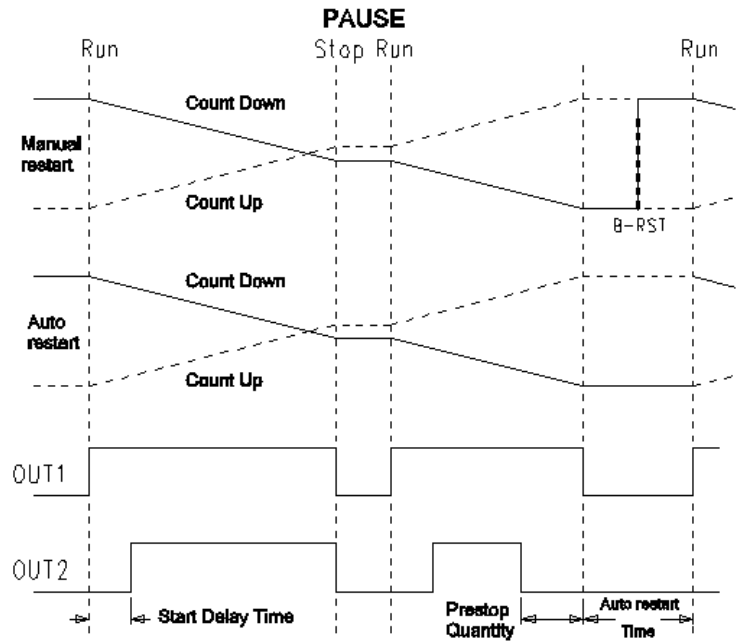 PAUSE
Run Stop Run Run
Count Down
Manual
restart
Count Up
B-RST
Count Down
Auto
restart
Count Up
OUT1
OUT2
Start Delay Time
Prestop
Quantity
Auto restart
Time